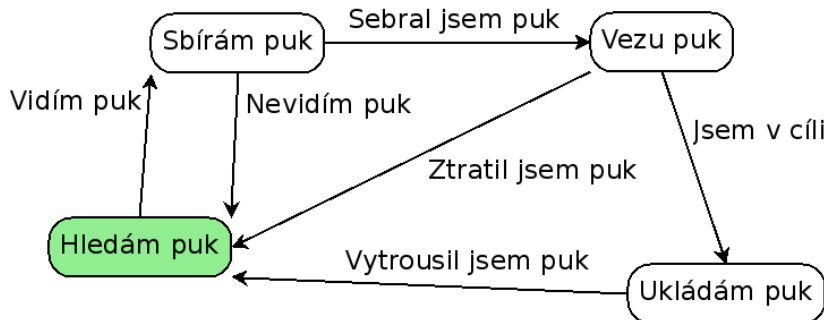 Sebral jsem puk
Sbírám puk
Vezu puk
Vidím puk
Nevidím puk
Jsem v cíli
Ztratil jsem puk
Hledám puk
Vytrousil jsem puk
Ukládám puk